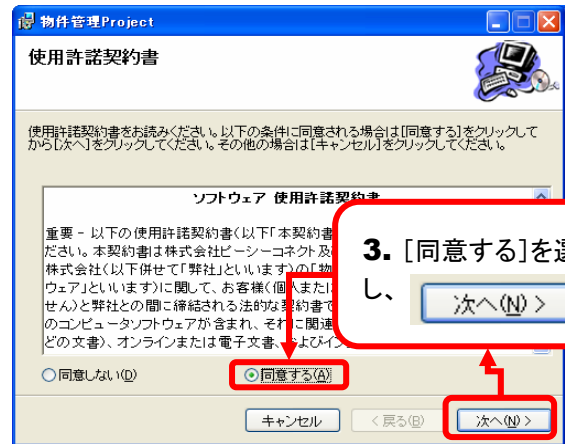 物件管理Project
使用許諾契約書
使用許諾契約書をお読みください。以下の条件に同意される場合は[同意する]をクリックして
から[次へ]をクリックしてください。その他の場合は[キャンセル]をクリックしてください。
ソフトウェア 使用許諾契約書
重要 - 以下の使用許諾契約書(以下「本契約書
ださい。本契約書は株式会社ピーシーコネクト及
株式会社(以下併せて「弊社」といいます)の「物
ウェア」といいます)に関して、お客様(個人または
せん)と弊社との間に締結される法的な契約書で
のコンピュータソフトウェアが含まれ、それに関連
どの文書)、オンラインまたは電子文書、およびイン
3. [同意する]を選
し、 次へ(N) >
同意しない(D) 同意する(A)
キャンセル < 戻る(B) 次へ(N) >